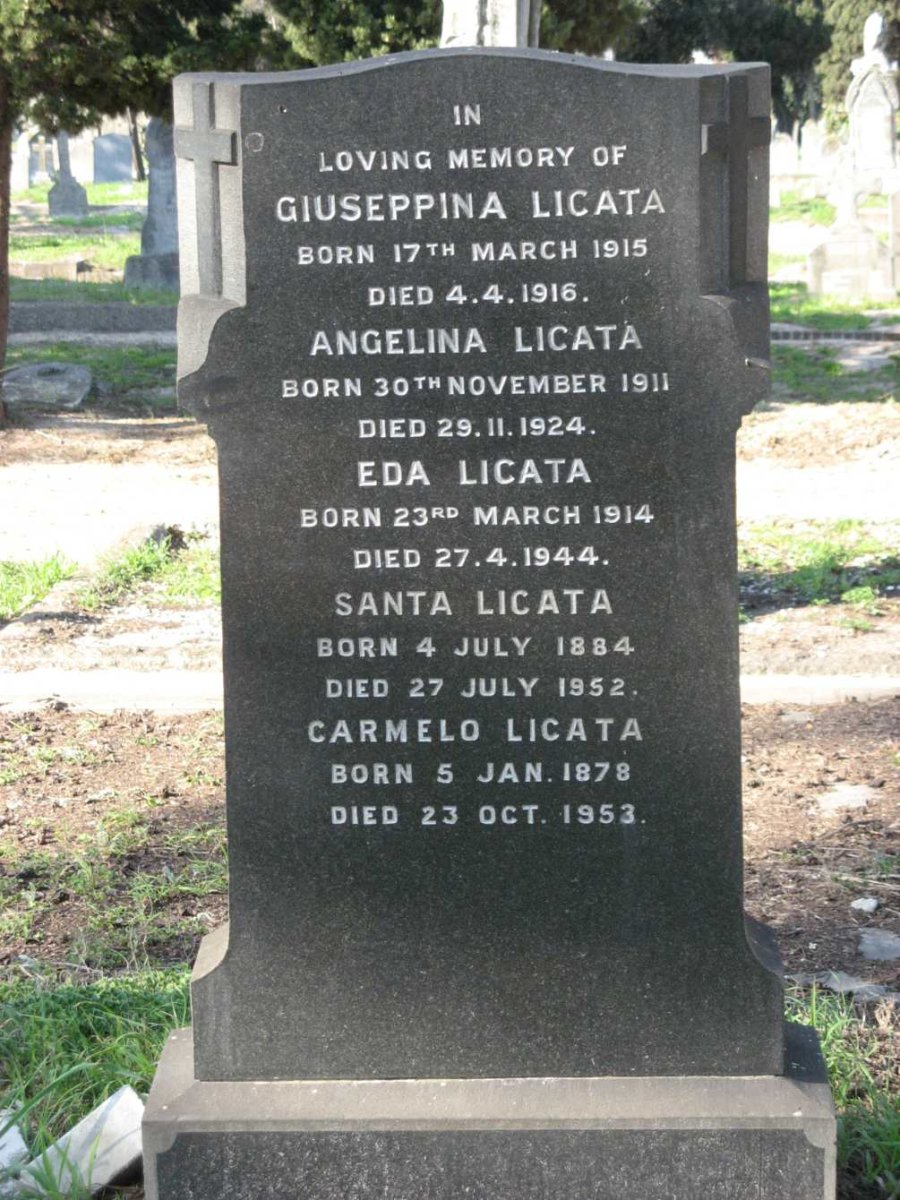 IN
LOVING MEMORY OF
GIUSEPPINA LICATA
BORN 17TH MARCH 1915
DIED 4.4.1916.
ANGELINA LICATA
BORN 30TH NOVEMBER 1911
DIED 29.11.1924.
EDA LICATA
BORN 23RD MARCH 1914
DIED 27.4.1944.
SANTA LICATA
BORN 4 JULY 1884
DIED 27 JULY 1952.
CARMELO LICATA
BORN 5 JAN. 1878
DIED 23 OCT. 1953.